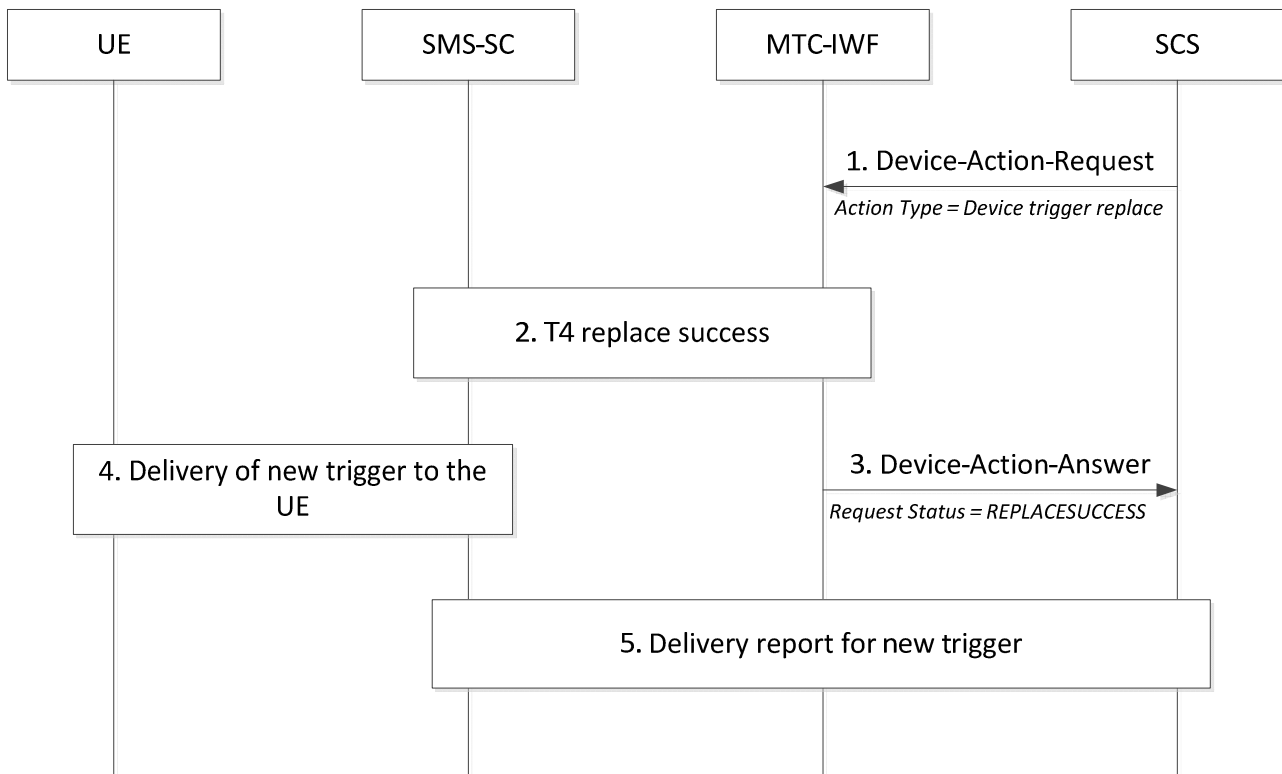 UE
SMS-SC
MTC-IWF
SCS
1. Device-Action-Request
Action Type = Device trigger replace
2. T4 replace success
4. Delivery of new trigger to the
UE
3. Device-Action-Answer
Request Status = REPLACESUCCESS
5. Delivery report for new trigger